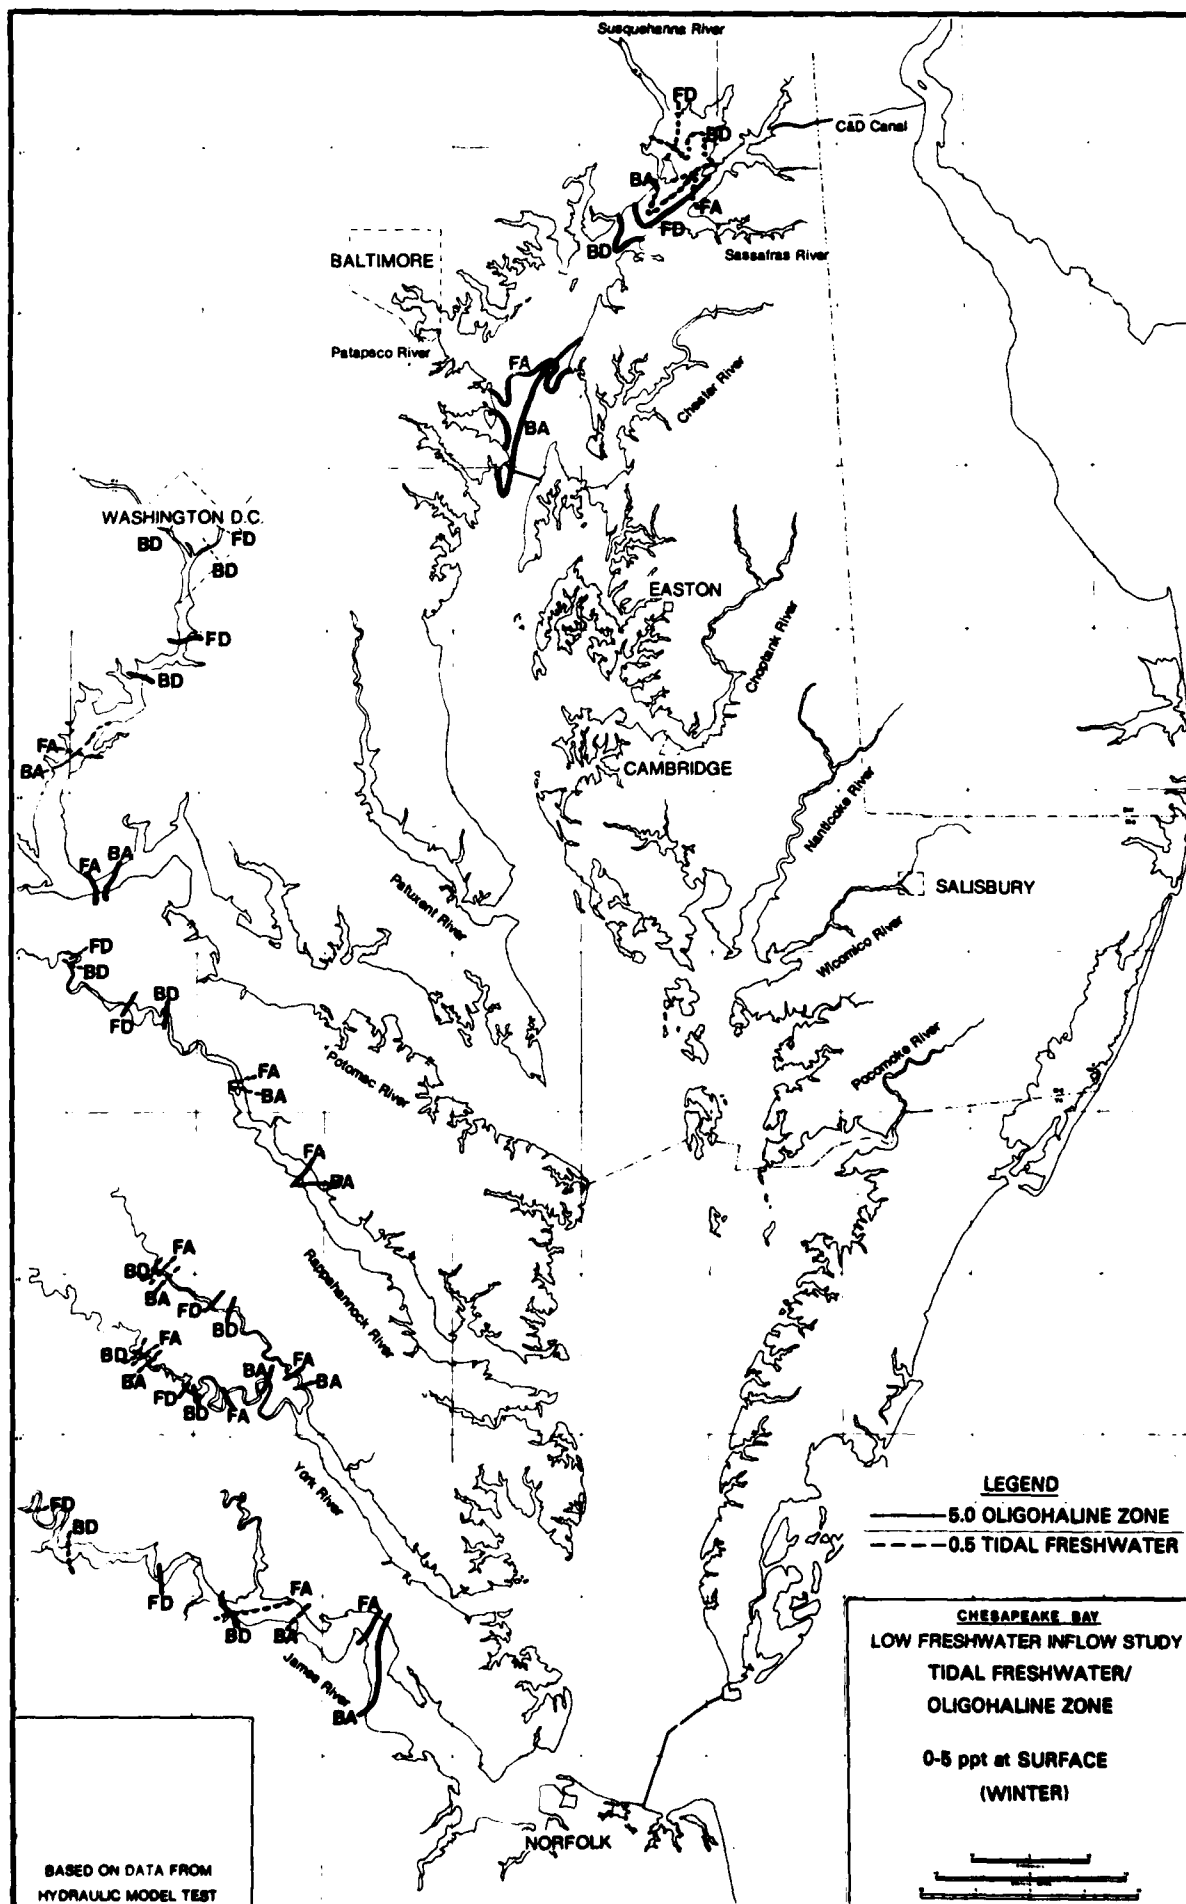 Susquehanna River
FD
BD
C&D Canal
BA
FA
FD
BD
Sassafras River
BALTIMORE
Patapsco River
FA
Chester River
BA
WASHINGTON D.C.
BD
FD
BD
EASTON
FD
Choptank River
BD
FA
BA
CAMBRIDGE
Nanticoke River
FA
BA
SALISBURY
Patuxent River
Wicomico River
FD
BD
BD
FD
Pocomoke River
Potomac River
FA
BA
FA
BA
Rappahannock River
FA
BD
BA
FD
BD
FA
BD
BA
FD
BD
FA
BA
FA
BA
York River
LEGEND
5.0 OLIGOHALINE ZONE
0.5 TIDAL FRESHWATER
FD
BD
FD
BD
FA
BA
FA
James River
BA
CHESAPEAKE BAY
LOW FRESHWATER INFLOW STUDY
TIDAL FRESHWATER/
OLIGOHALINE ZONE
0-5 ppt at SURFACE
(WINTER)
NORFOLK
BASED ON DATA FROM
HYDRAULIC MODEL TEST